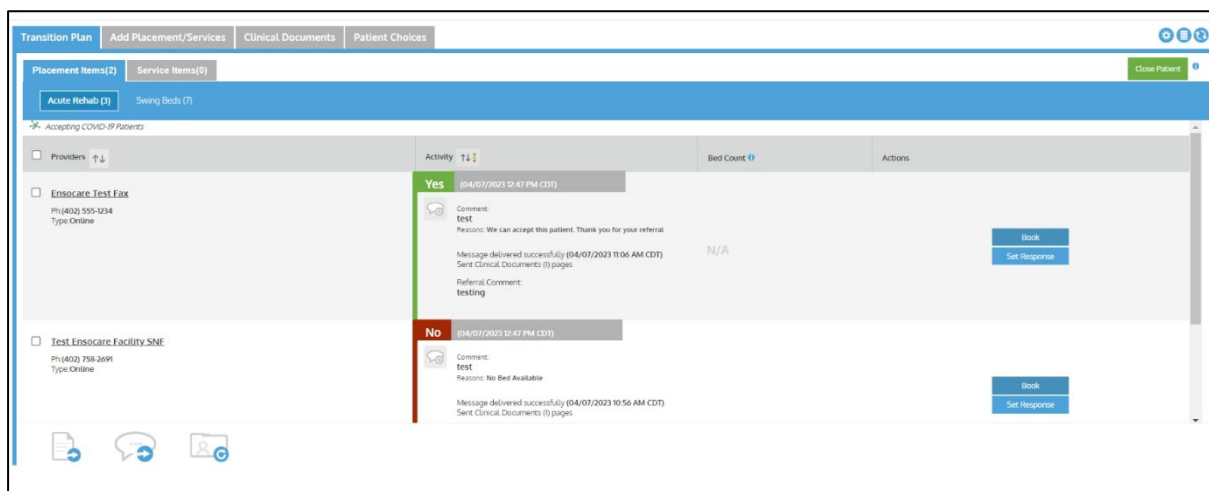 Transition Plan
Add Placement/Services
Clinical Documents
Patient Choices
Placement Items(2)
Service Items(0)
Close Patient
Acute Rehab (3)
Swing Beds (7)
Accepting COVID-19 Patients
Providers
Activity
Bed Count
Actions
Ensocare Test Fax
Ph:(402) 555-1234
Type:Online
Yes (04/07/2023 12:47 PM CDT)
Comment:
test
Reasons: We can accept this patient. Thank you for your referral
Message delivered successfully (04/07/2023 11:06 AM CDT)
Sent Clinical Documents (1) pages
Referral Comment:
testing
N/A
Book
Set Response
Test Ensocare Facility SNF
Ph:(402) 758-2691
Type:Online
No (04/07/2023 12:47 PM CDT)
Comment:
test
Reasons: No Bed Available
Message delivered successfully (04/07/2023 10:56 AM CDT)
Sent Clinical Documents (1) pages
Book
Set Response